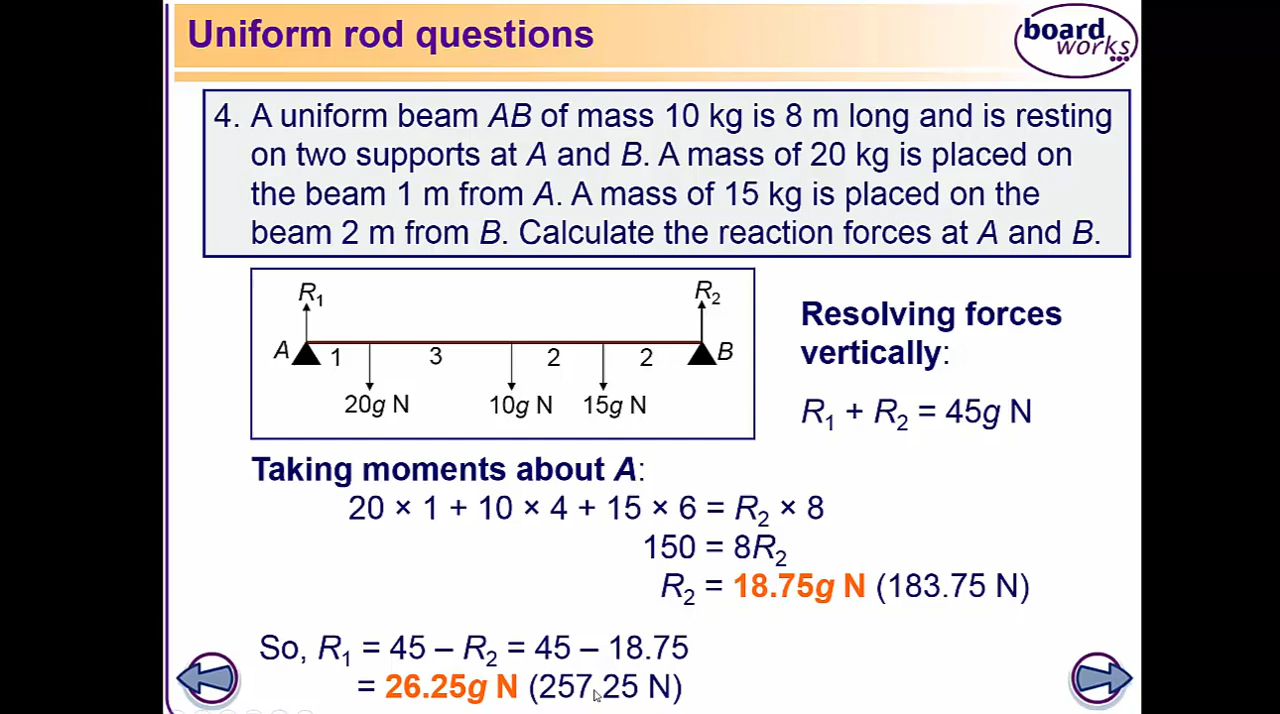 Uniform rod questions
board
works
4. A uniform beam AB of mass 10 kg is 8 m long and is resting
on two supports at A and B. A mass of 20 kg is placed on
the beam 1 m from A. A mass of 15 kg is placed on the
beam 2 m from B. Calculate the reaction forces at A and B.
R₁ R₂
A 1 3 2 2 B
20g N 10g N 15g N
Resolving forces
vertically:
R₁ + R₂ = 45g N
Taking moments about A:
20 × 1 + 10 × 4 + 15 × 6 = R₂ × 8
150 = 8R₂
R₂ = 18.75g N (183.75 N)
So, R₁ = 45 – R₂ = 45 – 18.75
= 26.25g N (257.25 N)